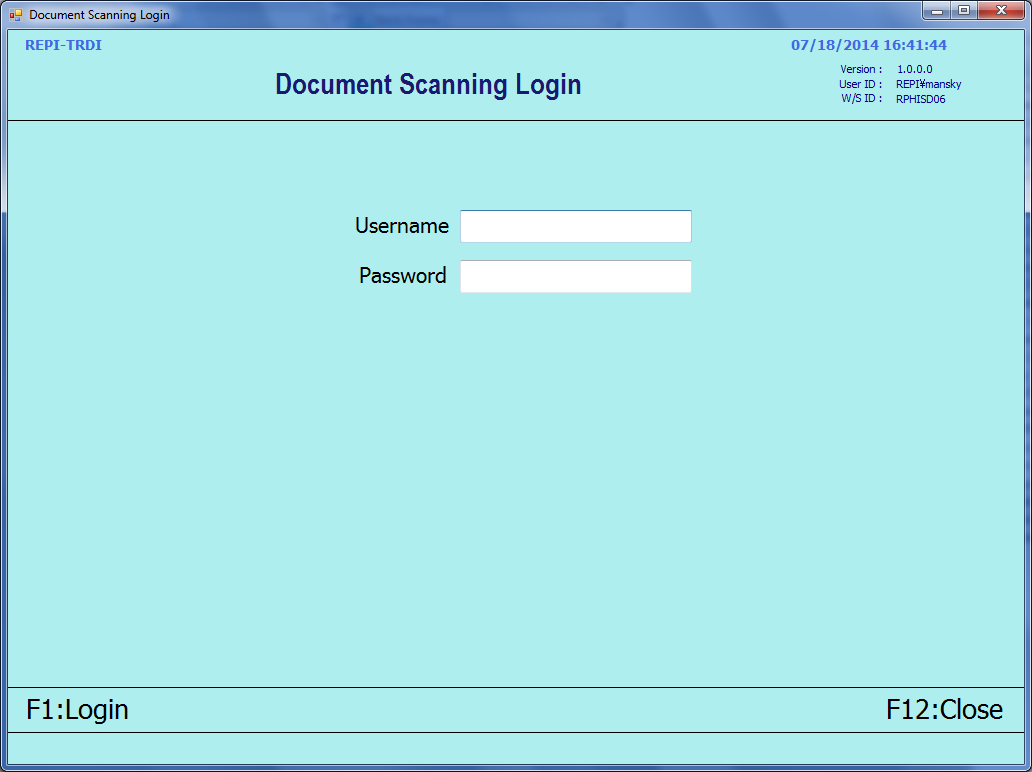 Document Scanning Login
REPI-TRDI
07/18/2014 16:41:44
Document Scanning Login
Version : 1.0.0.0
User ID : REPI¥mansky
W/S ID : RPHISD06
Username
Password
F1:Login
F12:Close